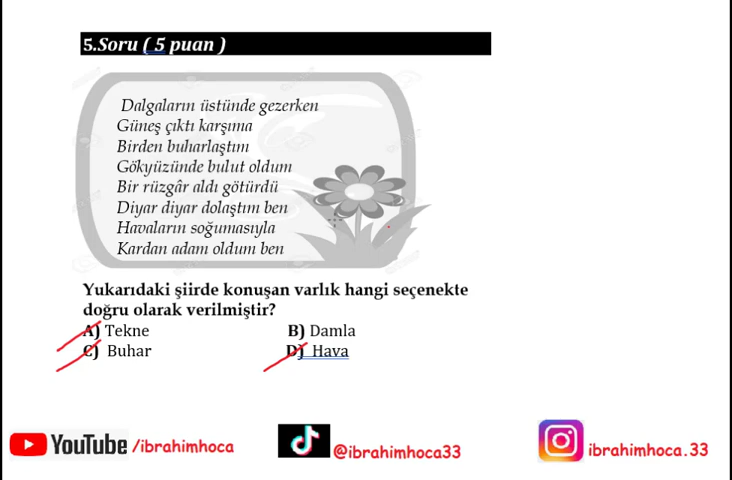 5.Soru ( 5 puan )
Dalgaların üstünde gezerken
Güneş çıktı karşıma
Birden buharlaştım
Gökyüzünde bulut oldum
Bir rüzgâr aldı götürdü
Diyar diyar dolaştım ben
Havaların soğumasıyla
Kardan adam oldum ben
Yukarıdaki şiirde konuşan varlık hangi seçenekte
doğru olarak verilmiştir?
A) Tekne B) Damla
C) Buhar D) Hava
YouTube /ibrahimhoca @ibrahimhoca33 ibrahimhoca.33